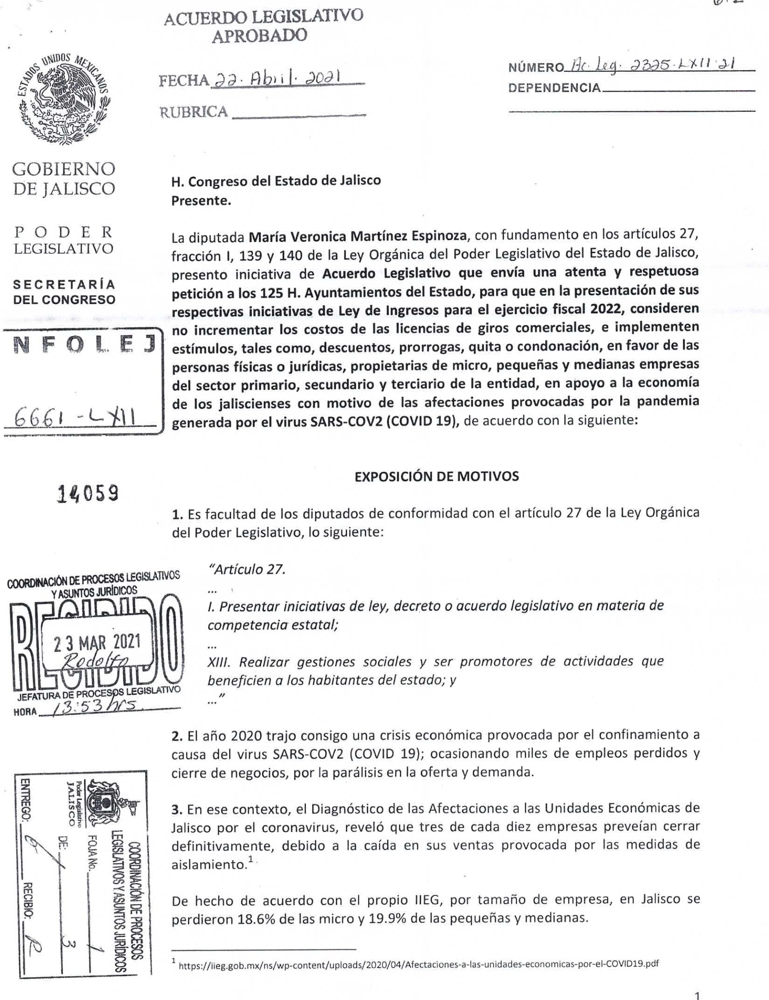 ACUERDO LEGISLATIVO
APROBADO
FECHA 22. Abril. 2021
RUBRICA
NÚMERO Ac. Leg. 2325-LXII-21
DEPENDENCIA
ESTADOS UNIDOS MEXICANOS
GOBIERNO
DE JALISCO
PODER
LEGISLATIVO
SECRETARÍA
DEL CONGRESO
NFOLEJ
6661-LXII
14059
COORDINACIÓN DE PROCESOS LEGISLATIVOS
Y ASUNTOS JURÍDICOS
RECIBIDO
23 MAR 2021
Rodolfo
JEFATURA DE PROCESOS LEGISLATIVO
HORA 13:53 hrs.
Poder Legislativo
JALISCO
COORDINACIÓN DE PROCESOS
LEGISLATIVOS Y ASUNTOS JURÍDICOS
FOJA No. 1
DE: 3
ENTREGO:
RECIBIO: R
H. Congreso del Estado de Jalisco
Presente.
La diputada María Veronica Martínez Espinoza, con fundamento en los artículos 27,
fracción I, 139 y 140 de la Ley Orgánica del Poder Legislativo del Estado de Jalisco,
presento iniciativa de Acuerdo Legislativo que envía una atenta y respetuosa
petición a los 125 H. Ayuntamientos del Estado, para que en la presentación de sus
respectivas iniciativas de Ley de Ingresos para el ejercicio fiscal 2022, consideren
no incrementar los costos de las licencias de giros comerciales, e implementen
estímulos, tales como, descuentos, prorrogas, quita o condonación, en favor de las
personas físicas o jurídicas, propietarias de micro, pequeñas y medianas empresas
del sector primario, secundario y terciario de la entidad, en apoyo a la economía
de los jaliscienses con motivo de las afectaciones provocadas por la pandemia
generada por el virus SARS-COV2 (COVID 19), de acuerdo con la siguiente:
EXPOSICIÓN DE MOTIVOS
1. Es facultad de los diputados de conformidad con el artículo 27 de la Ley Orgánica
del Poder Legislativo, lo siguiente:
“Artículo 27.
...
I. Presentar iniciativas de ley, decreto o acuerdo legislativo en materia de
competencia estatal;
...
XIII. Realizar gestiones sociales y ser promotores de actividades que
beneficien a los habitantes del estado; y
...”
2. El año 2020 trajo consigo una crisis económica provocada por el confinamiento a
causa del virus SARS-COV2 (COVID 19); ocasionando miles de empleos perdidos y
cierre de negocios, por la parálisis en la oferta y demanda.
3. En ese contexto, el Diagnóstico de las Afectaciones a las Unidades Económicas de
Jalisco por el coronavirus, reveló que tres de cada diez empresas preveían cerrar
definitivamente, debido a la caída en sus ventas provocada por las medidas de
aislamiento.1
De hecho de acuerdo con el propio IIEG, por tamaño de empresa, en Jalisco se
perdieron 18.6% de las micro y 19.9% de las pequeñas y medianas.
1 https://iieg.gob.mx/ns/wp-content/uploads/2020/04/Afectaciones-a-las-unidades-economicas-por-el-COVID19.pdf
1